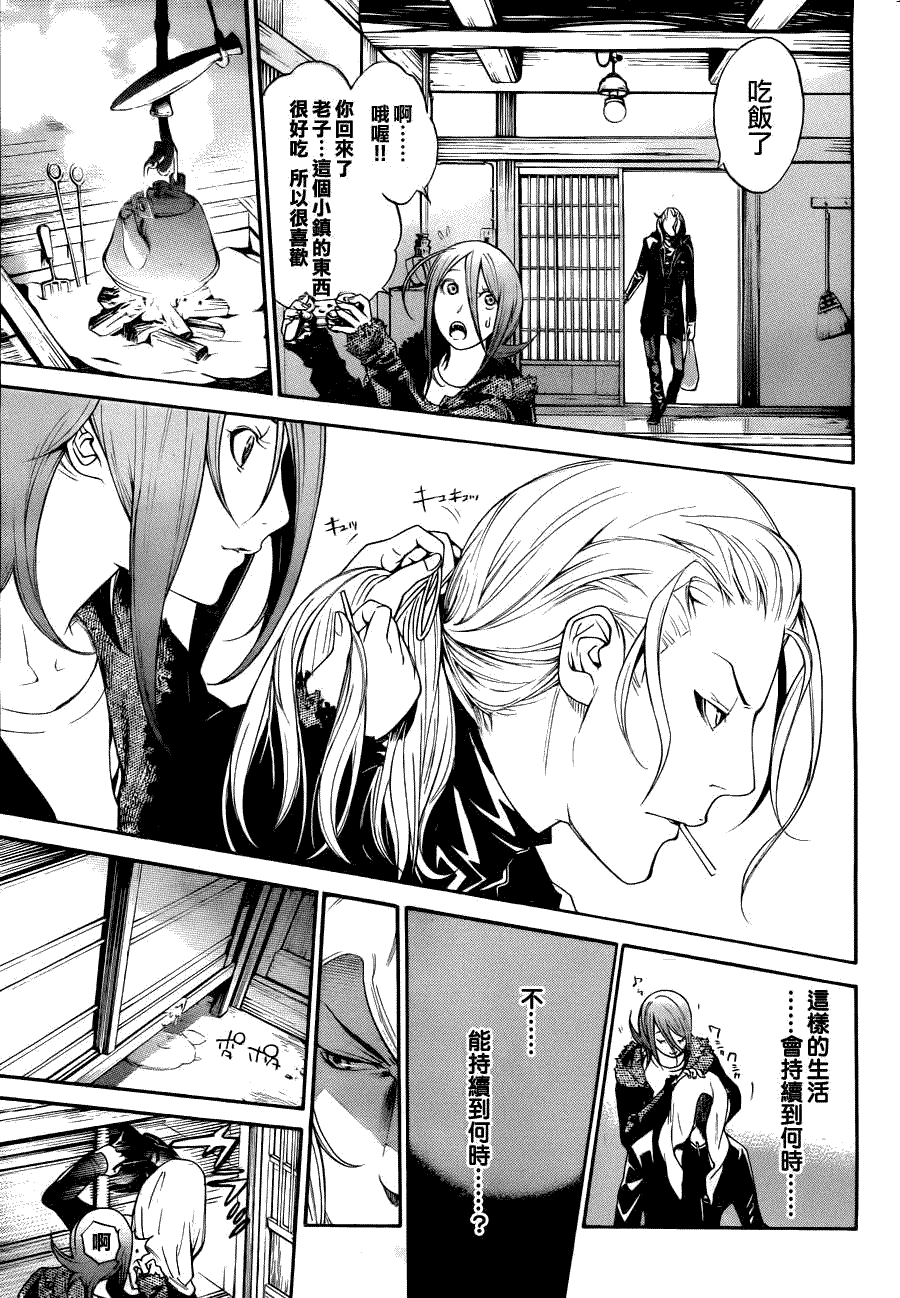 吃飯了
啊……
哦喔!!
你回來了
老子…這個小鎮的東西
很好吃 所以很喜歡
キュキュッ
キュッ
這樣的生活
……會持續到何時……
不……
能持續到何時……？
啊